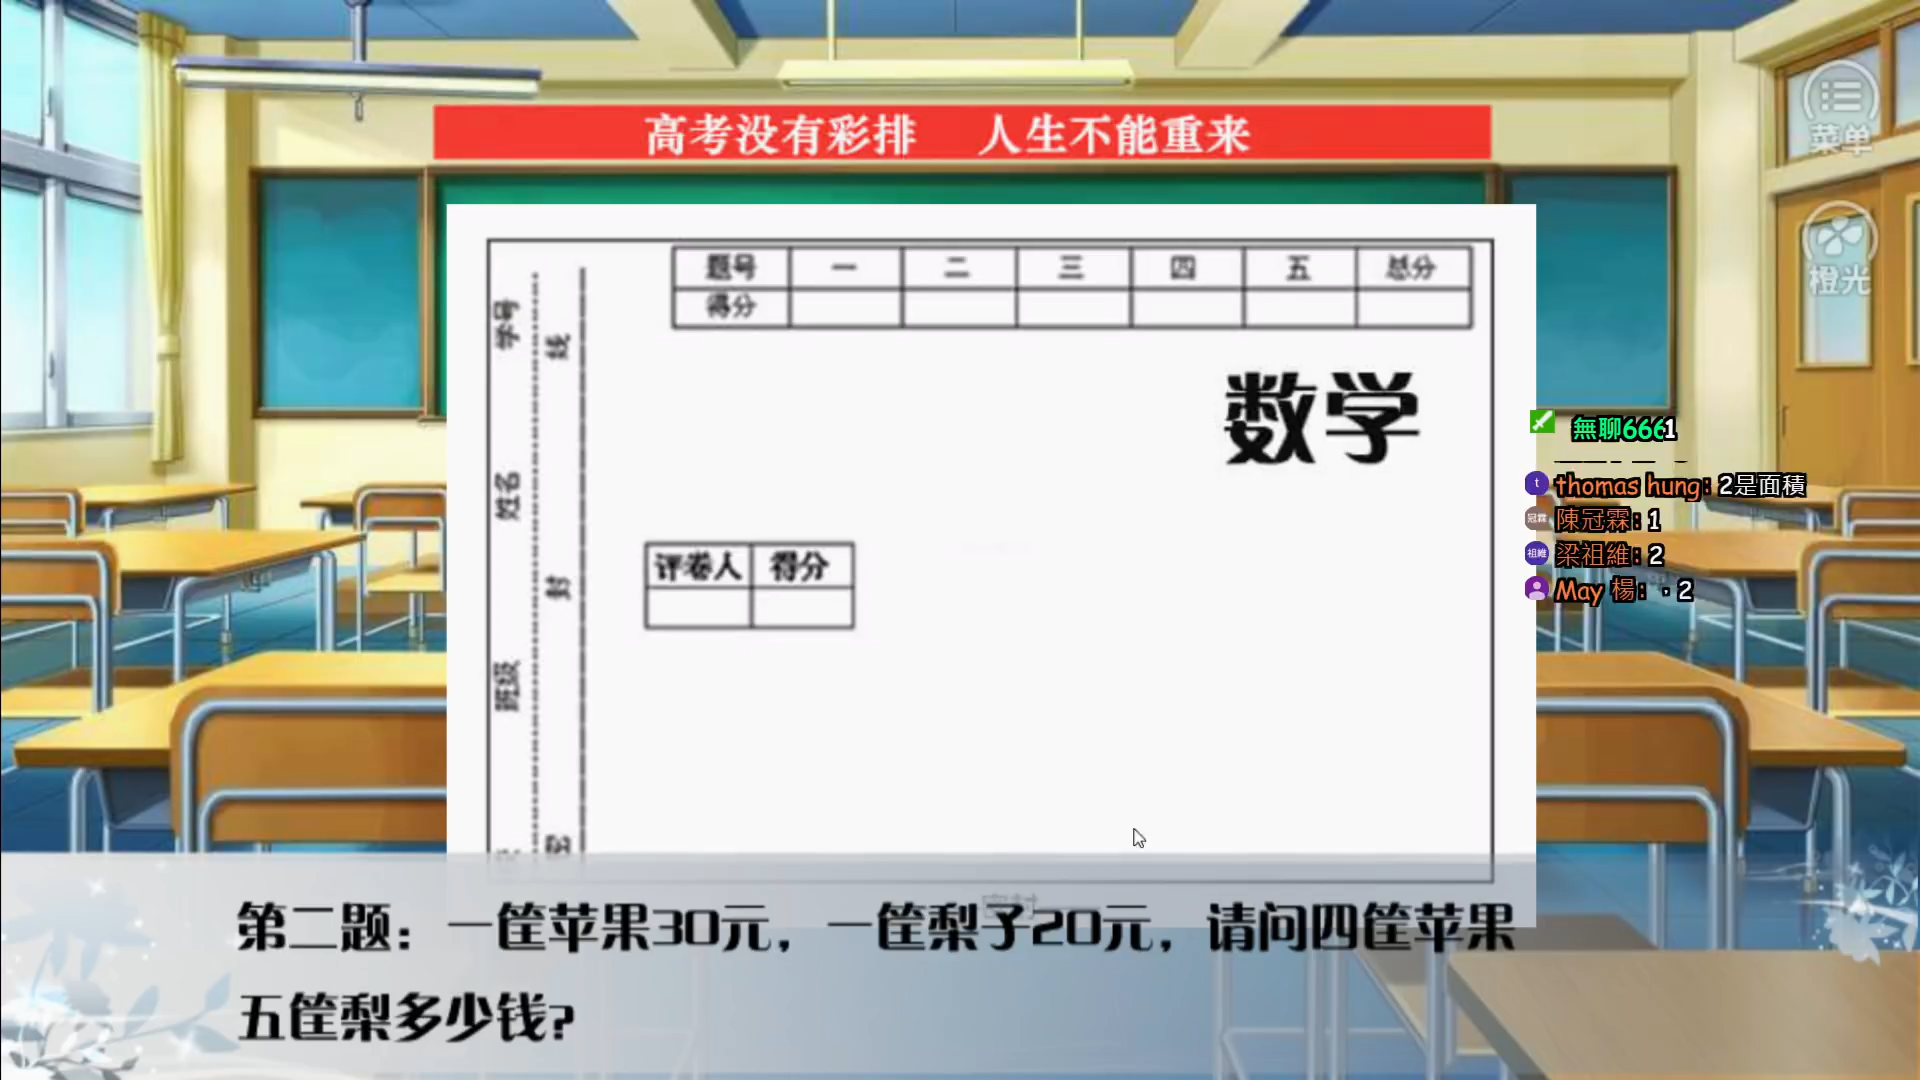 高考没有彩排 人生不能重来
菜单
橙光
题号 一 二 三 四 五 总分
得分
学号
线
数学
姓名
封
评卷人 得分
班级
密
無聊6661
thomas hung: 2是面積
陳冠霖: 1
梁祖維: 2
May 楊: ，2
第二题：一筐苹果30元，一筐梨子20元，请问四筐苹果
五筐梨多少钱?